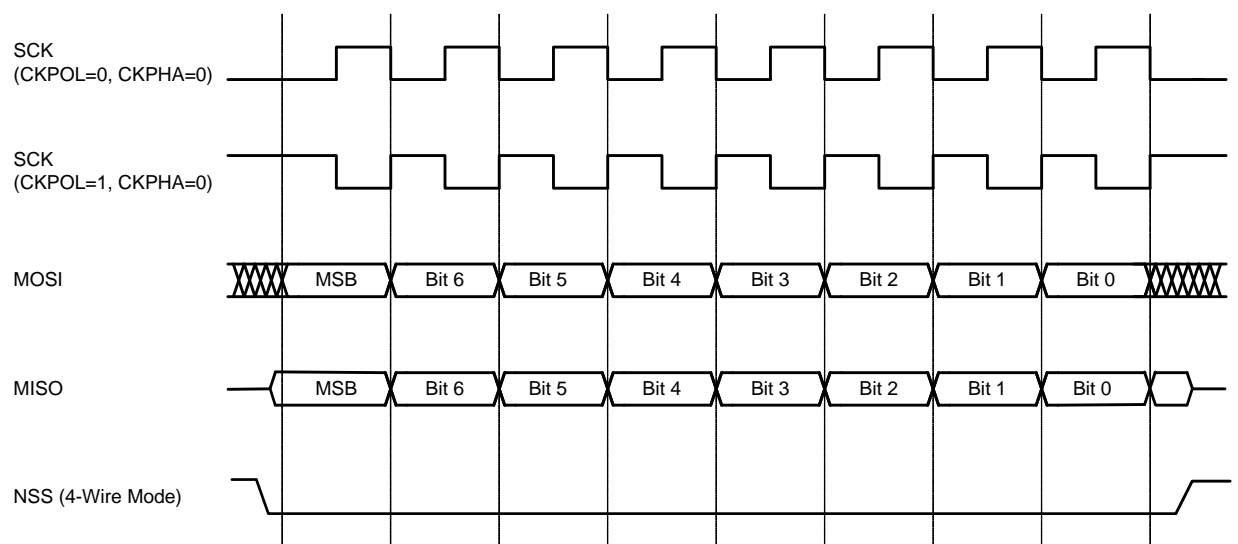 SCK
(CKPOL=0, CKPHA=0)
SCK
(CKPOL=1, CKPHA=0)
MOSI
MSB Bit 6 Bit 5 Bit 4 Bit 3 Bit 2 Bit 1 Bit 0
MISO
MSB Bit 6 Bit 5 Bit 4 Bit 3 Bit 2 Bit 1 Bit 0
NSS (4-Wire Mode)